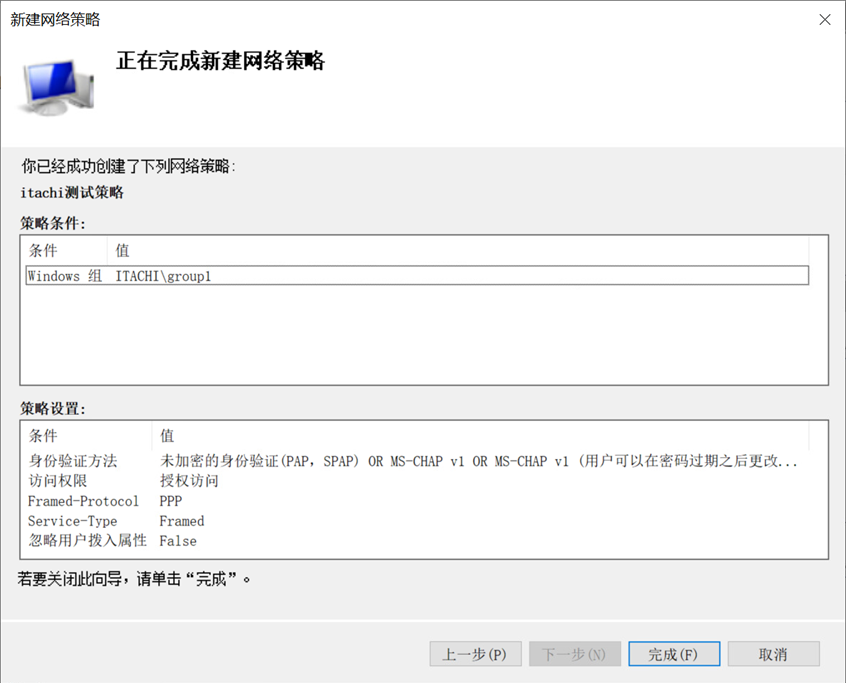 新建网络策略
正在完成新建网络策略
你已经成功创建了下列网络策略:
itachi测试策略
策略条件:
条件 值
Windows 组 ITACHI\group1
策略设置:
条件 值
身份验证方法 未加密的身份验证(PAP, SPAP) OR MS-CHAP v1 OR MS-CHAP v1 (用户可以在密码过期之后更改...
访问权限 授权访问
Framed-Protocol PPP
Service-Type Framed
忽略用户拨入属性 False
若要关闭此向导，请单击“完成”。
上一步(P) 下一步(N) 完成(F) 取消